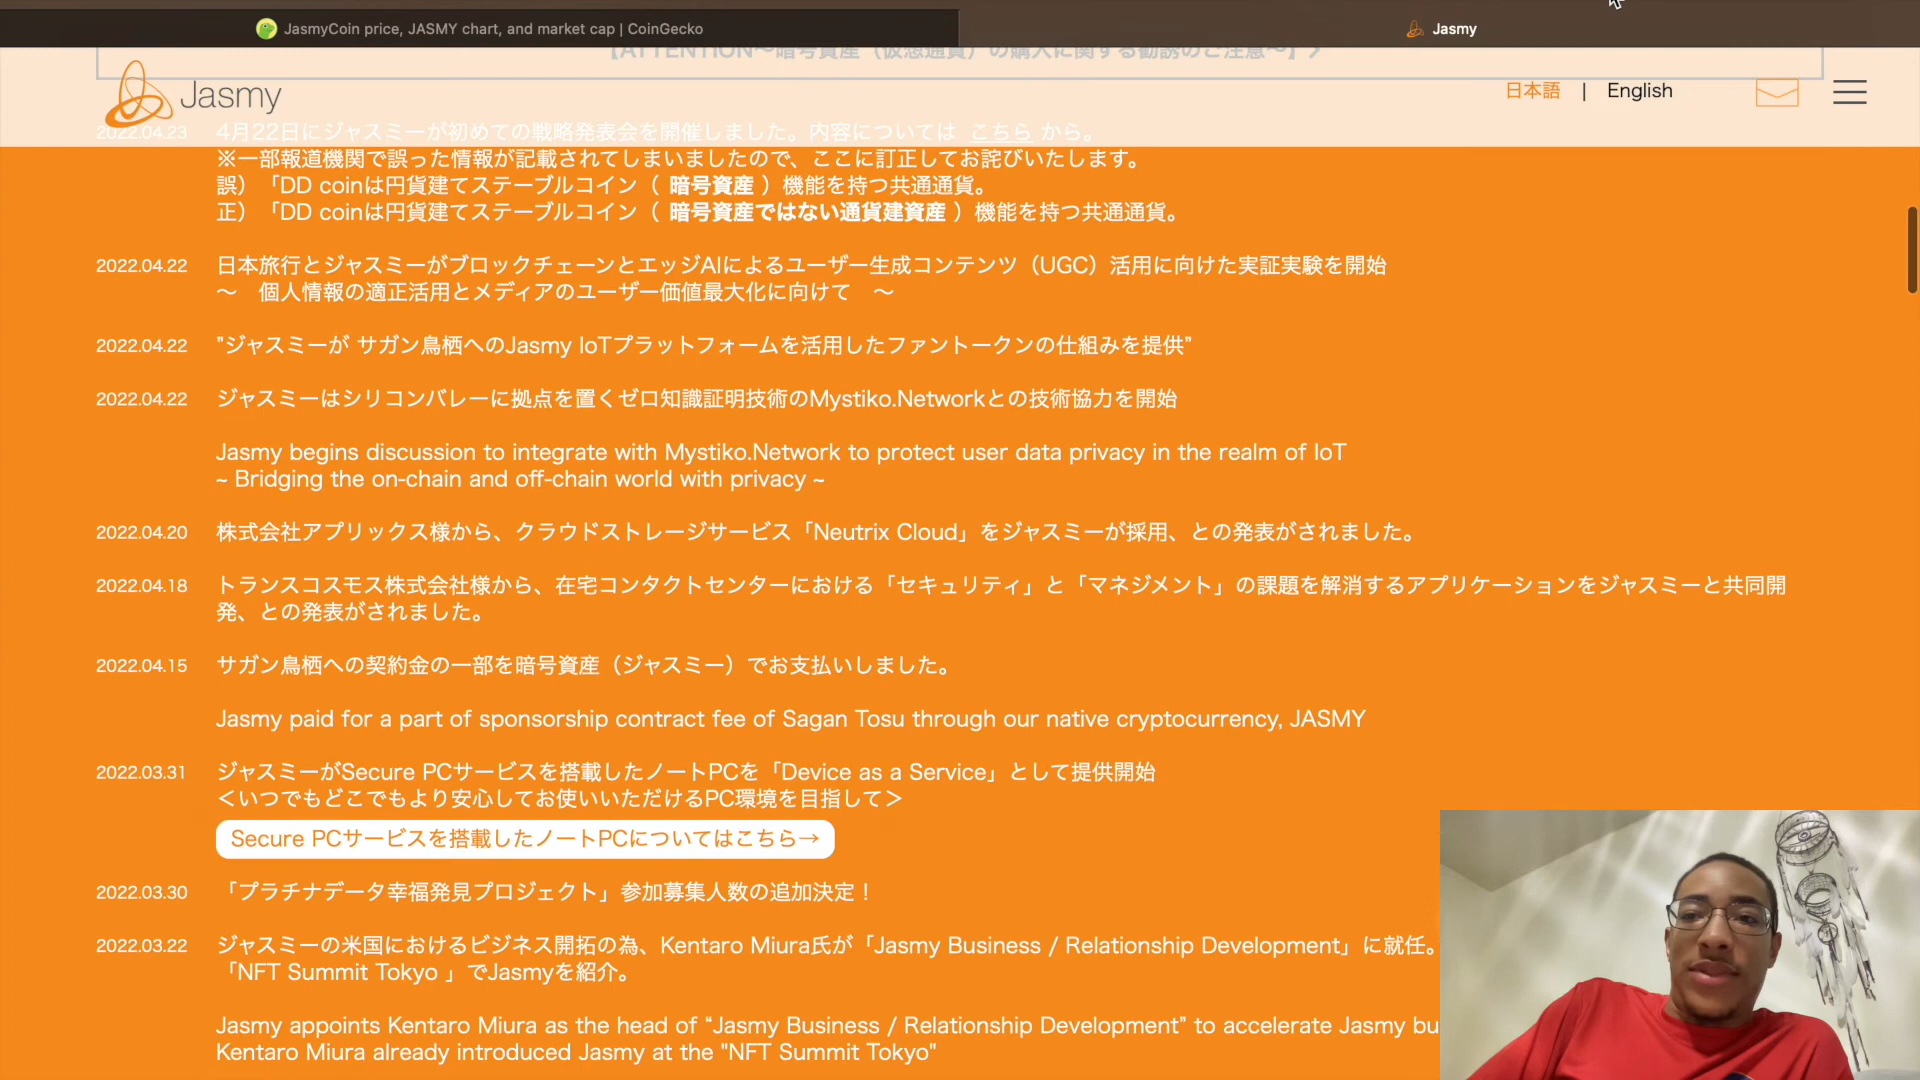 JasmyCoin price, JASMY chart, and market cap | CoinGecko
Jasmy
【ATTENTION～暗号資産（仮想通貨）の購入に関する勧誘のご注意～】
Jasmy
日本語 | English
2022.04.23 4月22日にジャスミーが初めての戦略発表会を開催しました。内容については こちら から。
※一部報道機関で誤った情報が記載されてしまいましたので、ここに訂正してお詫びいたします。
誤）「DD coinは円貨建てステーブルコイン（ 暗号資産 ）機能を持つ共通通貨。
正）「DD coinは円貨建てステーブルコイン（ 暗号資産ではない通貨建資産 ）機能を持つ共通通貨。
2022.04.22 日本旅行とジャスミーがブロックチェーンとエッジAIによるユーザー生成コンテンツ（UGC）活用に向けた実証実験を開始
～ 個人情報の適正活用とメディアのユーザー価値最大化に向けて ～
2022.04.22 "ジャスミーが サガン鳥栖へのJasmy IoTプラットフォームを活用したファントークンの仕組みを提供"
2022.04.22 ジャスミーはシリコンバレーに拠点を置くゼロ知識証明技術のMystiko.Networkとの技術協力を開始
Jasmy begins discussion to integrate with Mystiko.Network to protect user data privacy in the realm of IoT
~ Bridging the on-chain and off-chain world with privacy ~
2022.04.20 株式会社アプリックス様から、クラウドストレージサービス「Neutrix Cloud」をジャスミーが採用、との発表がされました。
2022.04.18 トランスコスモス株式会社様から、在宅コンタクトセンターにおける「セキュリティ」と「マネジメント」の課題を解消するアプリケーションをジャスミーと共同開
発、との発表がされました。
2022.04.15 サガン鳥栖への契約金の一部を暗号資産（ジャスミー）でお支払いしました。
Jasmy paid for a part of sponsorship contract fee of Sagan Tosu through our native cryptocurrency, JASMY
2022.03.31 ジャスミーがSecure PCサービスを搭載したノートPCを「Device as a Service」として提供開始
＜いつでもどこでもより安心してお使いいただけるPC環境を目指して＞
Secure PCサービスを搭載したノートPCについてはこちら→
2022.03.30 「プラチナデータ幸福発見プロジェクト」参加募集人数の追加決定！
2022.03.22 ジャスミーの米国におけるビジネス開拓の為、Kentaro Miura氏が「Jasmy Business / Relationship Development」に就任。
「NFT Summit Tokyo 」でJasmyを紹介。
Jasmy appoints Kentaro Miura as the head of “Jasmy Business / Relationship Development” to accelerate Jasmy bu
Kentaro Miura already introduced Jasmy at the "NFT Summit Tokyo"